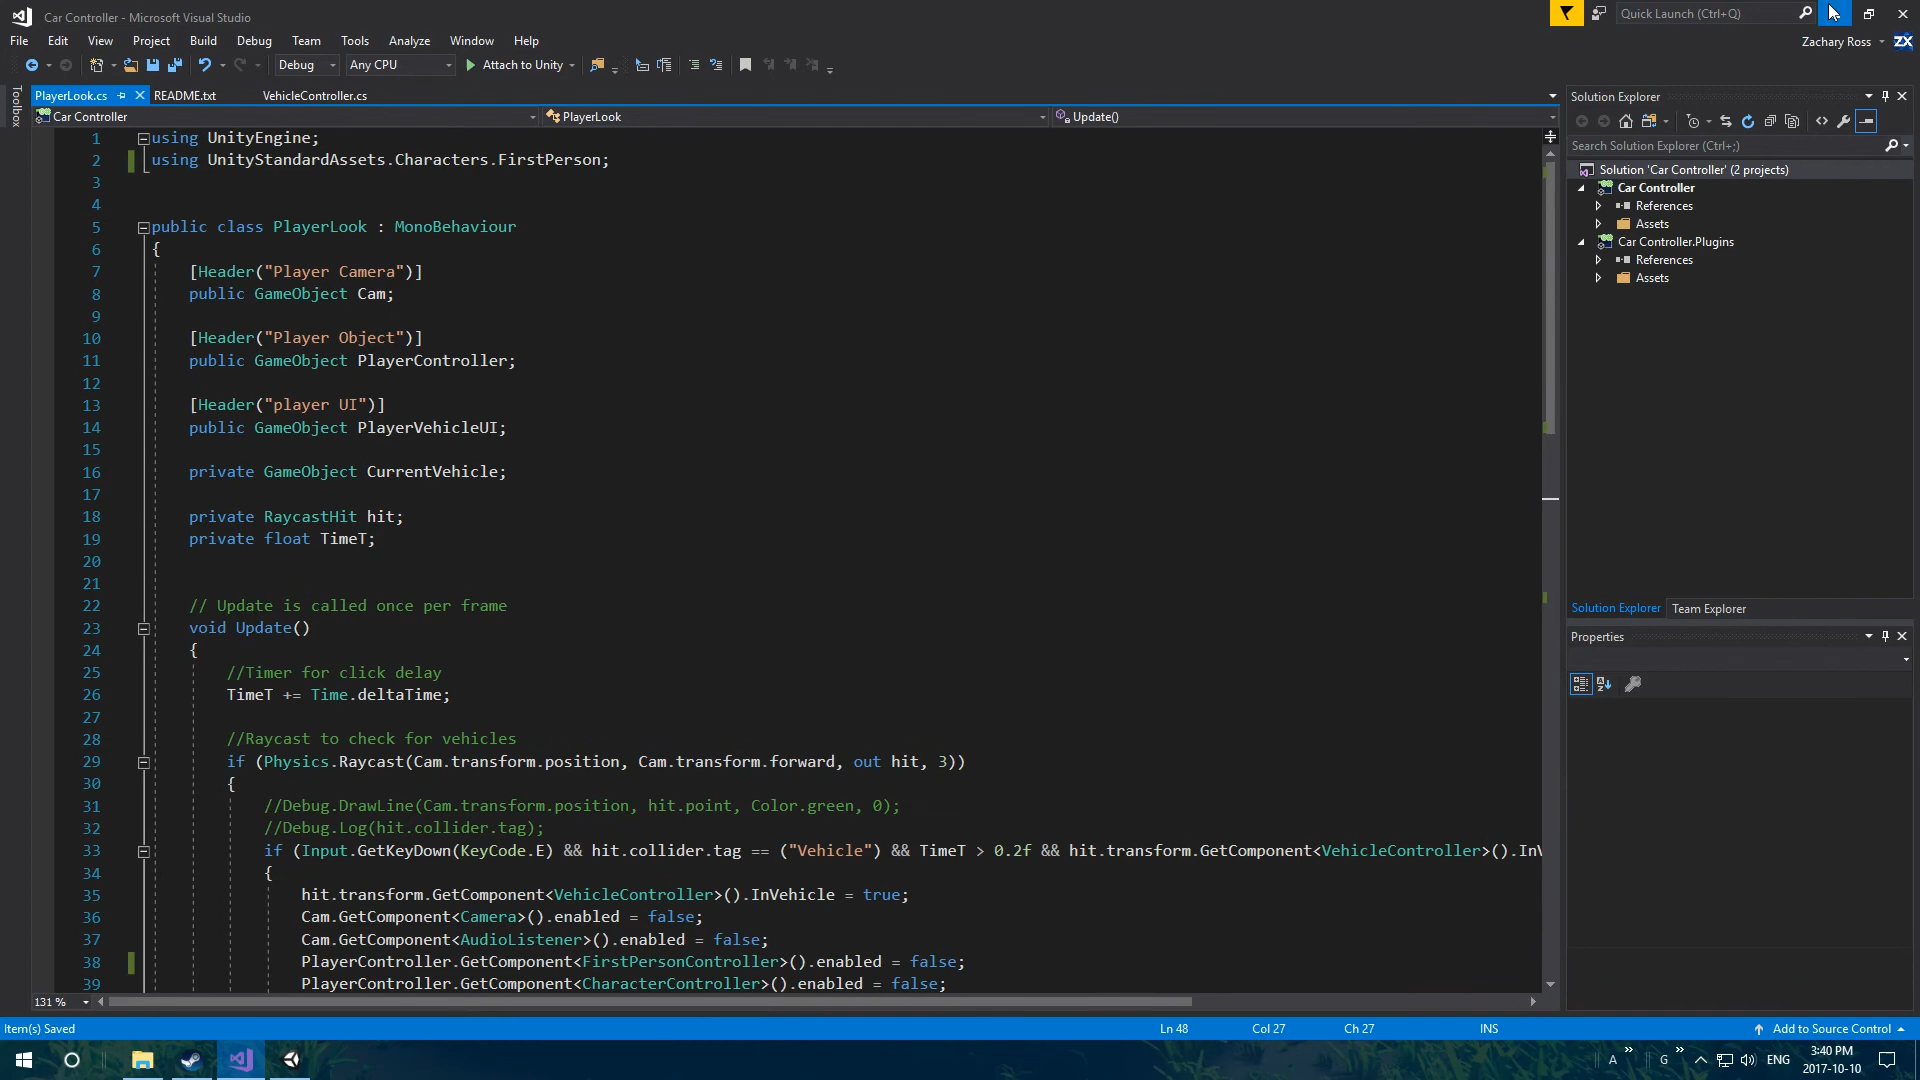 Car Controller - Microsoft Visual Studio
Quick Launch (Ctrl+Q)
File Edit View Project Build Debug Team Tools Analyze Window Help
Zachary Ross ZX
Debug Any CPU Attach to Unity
Toolbox
PlayerLook.cs README.txt VehicleController.cs
Car Controller PlayerLook Update()
1 using UnityEngine;
2 using UnityStandardAssets.Characters.FirstPerson;
3
4
5 public class PlayerLook : MonoBehaviour
6 {
7 [Header("Player Camera")]
8 public GameObject Cam;
9
10 [Header("Player Object")]
11 public GameObject PlayerController;
12
13 [Header("player UI")]
14 public GameObject PlayerVehicleUI;
15
16 private GameObject CurrentVehicle;
17
18 private RaycastHit hit;
19 private float TimeT;
20
21
22 // Update is called once per frame
23 void Update()
24 {
25 //Timer for click delay
26 TimeT += Time.deltaTime;
27
28 //Raycast to check for vehicles
29 if (Physics.Raycast(Cam.transform.position, Cam.transform.forward, out hit, 3))
30 {
31 //Debug.DrawLine(Cam.transform.position, hit.point, Color.green, 0);
32 //Debug.Log(hit.collider.tag);
33 if (Input.GetKeyDown(KeyCode.E) && hit.collider.tag == ("Vehicle") && TimeT > 0.2f && hit.transform.GetComponent<VehicleController>().InV
34 {
35 hit.transform.GetComponent<VehicleController>().InVehicle = true;
36 Cam.GetComponent<Camera>().enabled = false;
37 Cam.GetComponent<AudioListener>().enabled = false;
38 PlayerController.GetComponent<FirstPersonController>().enabled = false;
39 PlayerController.GetComponent<CharacterController>().enabled = false;
131 %
Solution Explorer
Search Solution Explorer (Ctrl+;)
Solution 'Car Controller' (2 projects)
Car Controller
References
Assets
Car Controller.Plugins
References
Assets
Solution Explorer Team Explorer
Properties
Item(s) Saved Ln 48 Col 27 Ch 27 INS Add to Source Control
A » G » ENG 3:40 PM
2017-10-10